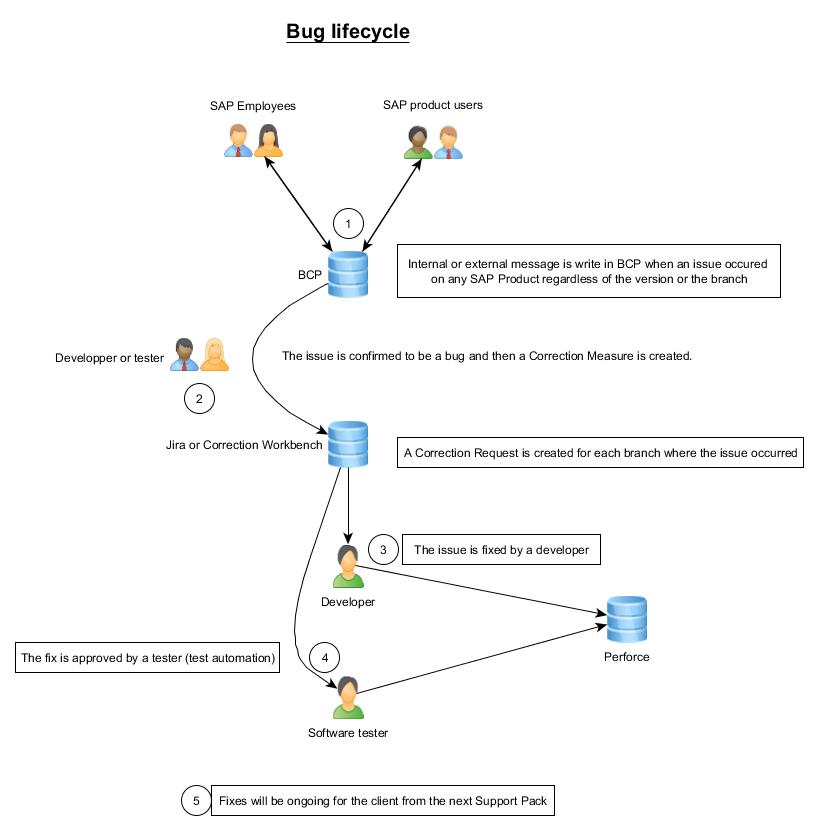 Bug lifecycle
SAP Employees
SAP product users
1
BCP
Internal or external message is write in BCP when an issue occured
on any SAP Product regardless of the version or the branch
Developper or tester
The issue is confirmed to be a bug and then a Correction Measure is created.
2
Jira or Correction Workbench
A Correction Request is created for each branch where the issue occurred
3
The issue is fixed by a developer
Developer
Perforce
The fix is approved by a tester (test automation)
4
Software tester
5
Fixes will be ongoing for the client from the next Support Pack